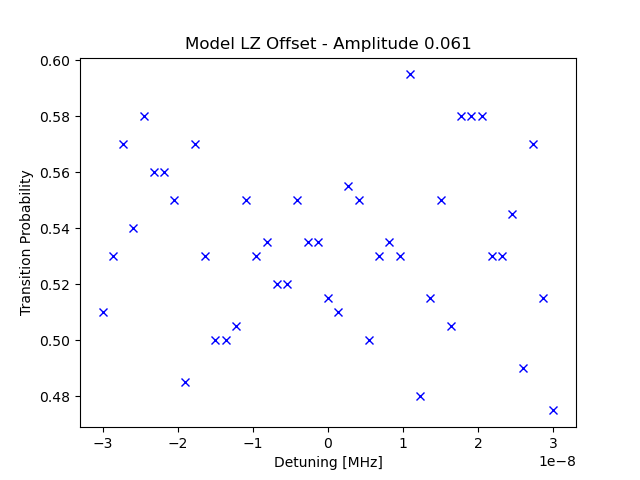 Model LZ Offset - Amplitude 0.061
Transition Probability
0.60
0.58
0.56
0.54
0.52
0.50
0.48
−3 −2 −1 0 1 2 3
1e−8
Detuning [MHz]